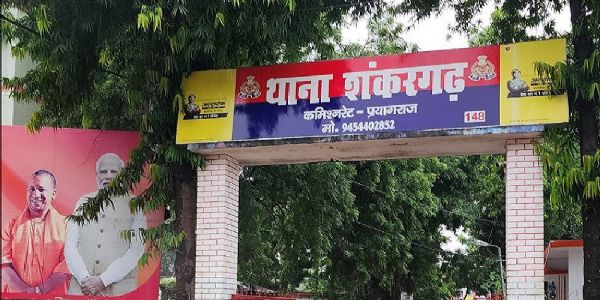 थाना शंकरगढ़
कमिश्नरेट - प्रयागराज
मो. 9454402852
148